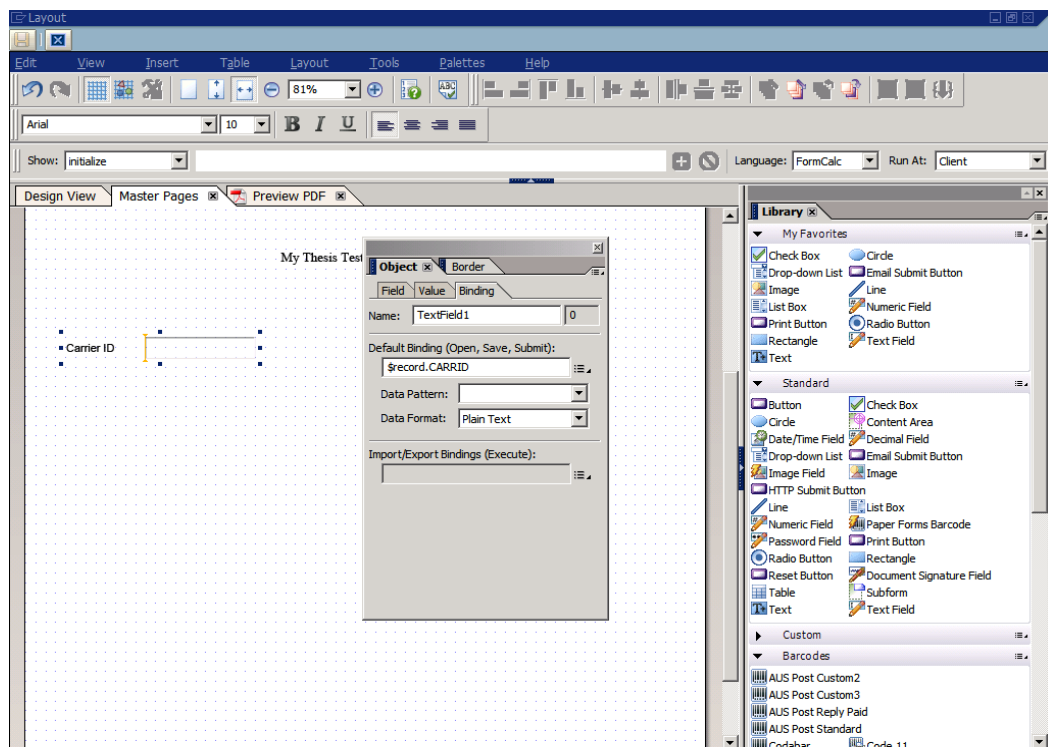 Layout
Edit View Insert Table Layout Tools Palettes Help
81% ABC
Arial 10 B I U
Show: initialize Language: FormCalc Run At: Client
Design View Master Pages Preview PDF
Library
My Favorites
Check Box Circle
Drop-down List Email Submit Button
Image Line
List Box Numeric Field
Print Button Radio Button
Rectangle Text Field
Text
Standard
Button Check Box
Circle Content Area
Date/Time Field Decimal Field
Drop-down List Email Submit Button
Image Field Image
HTTP Submit Button
Line List Box
Numeric Field Paper Forms Barcode
Password Field Print Button
Radio Button Rectangle
Reset Button Document Signature Field
Table Subform
Text Text Field
Custom
Barcodes
AUS Post Custom2
AUS Post Custom3
AUS Post Reply Paid
AUS Post Standard
Codabar Code 11
My Thesis Test
Carrier ID
Object Border
Field Value Binding
Name: TextField1 0
Default Binding (Open, Save, Submit):
$record.CARRID
Data Pattern:
Data Format: Plain Text
Import/Export Bindings (Execute):